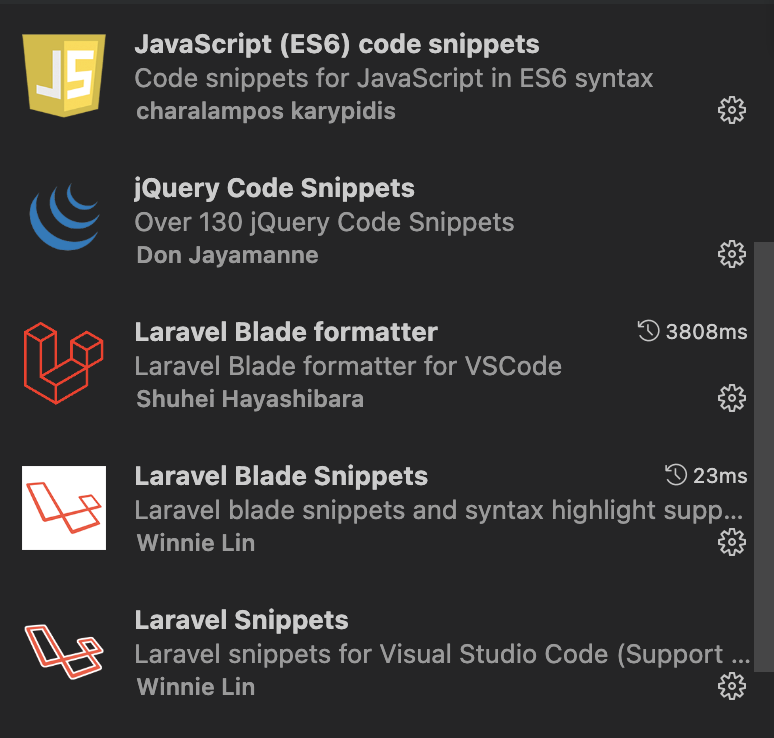 JavaScript (ES6) code snippets
Code snippets for JavaScript in ES6 syntax
charalampos karypidis
jQuery Code Snippets
Over 130 jQuery Code Snippets
Don Jayamanne
Laravel Blade formatter 3808ms
Laravel Blade formatter for VSCode
Shuhei Hayashibara
Laravel Blade Snippets 23ms
Laravel blade snippets and syntax highlight supp...
Winnie Lin
Laravel Snippets
Laravel snippets for Visual Studio Code (Support ...
Winnie Lin